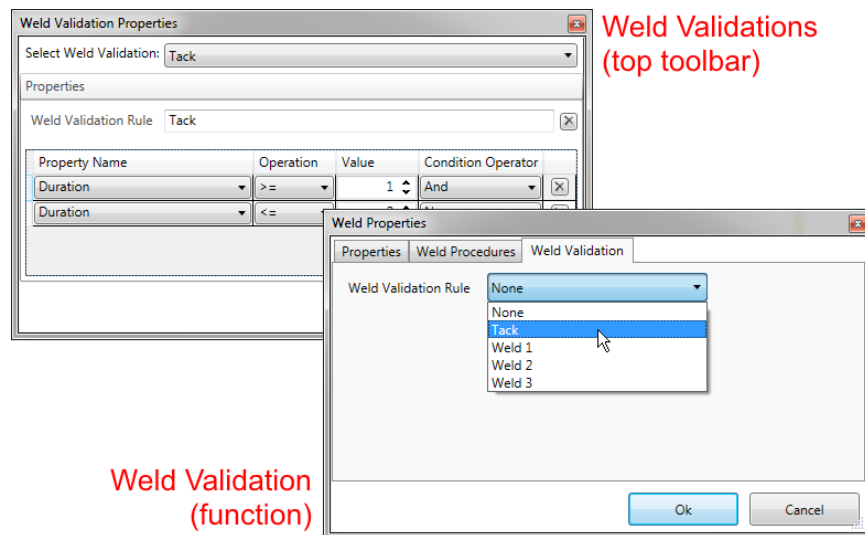 Weld Validation Properties
Weld Validations
(top toolbar)
Select Weld Validation: Tack
Properties
Weld Validation Rule Tack
Property Name Operation Value Condition Operator
Duration >= 1 And
Duration <=
Weld Properties
Properties Weld Procedures Weld Validation
Weld Validation Rule None
None
Tack
Weld 1
Weld 2
Weld 3
Weld Validation
(function)
Ok Cancel